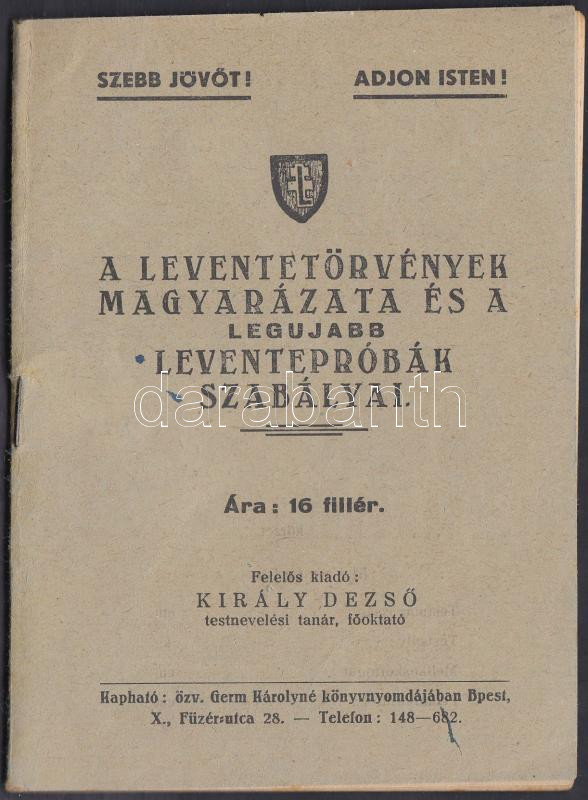 SZEBB JÖVŐT! ADJON ISTEN!
A LEVENTETÖRVÉNYEK
MAGYARÁZATA ÉS A
LEGUJABB
LEVENTEPRÓBÁK
SZABÁLYAI.
darabanth
Ára: 16 fillér.
Felelős kiadó:
KIRÁLY DEZSŐ
testnevelési tanár, főoktató
Kapható: özv. Germ Károlyné könyvnyomdájában Bpest,
X., Füzér-utca 28. — Telefon: 148—682.